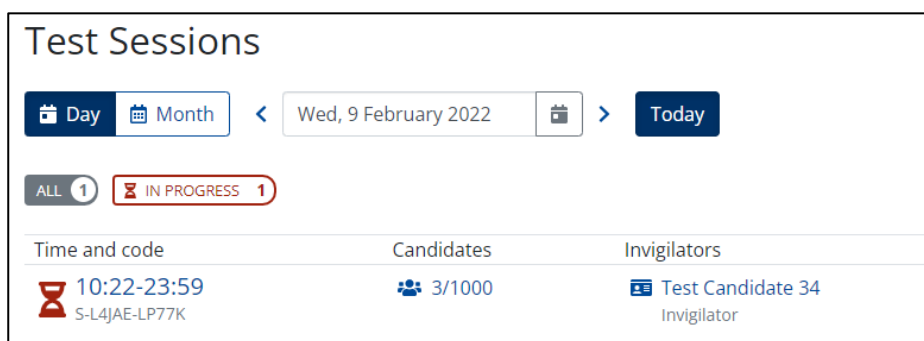 Test Sessions
Day Month Wed, 9 February 2022 Today
ALL 1 IN PROGRESS 1
Time and code Candidates Invigilators
10:22-23:59 3/1000 Test Candidate 34
S-L4JAE-LP77K Invigilator